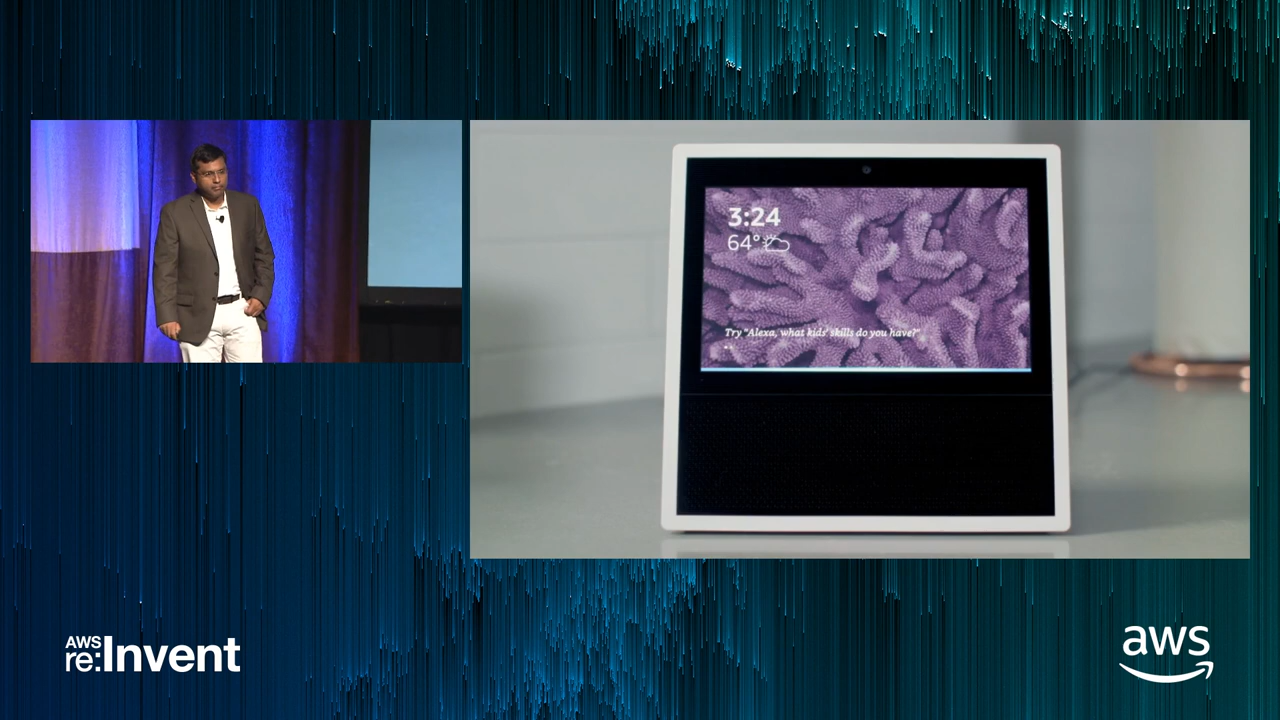 3:24
64°
Try "Alexa, what kids' skills do you have?"
AWS
re:Invent
aws